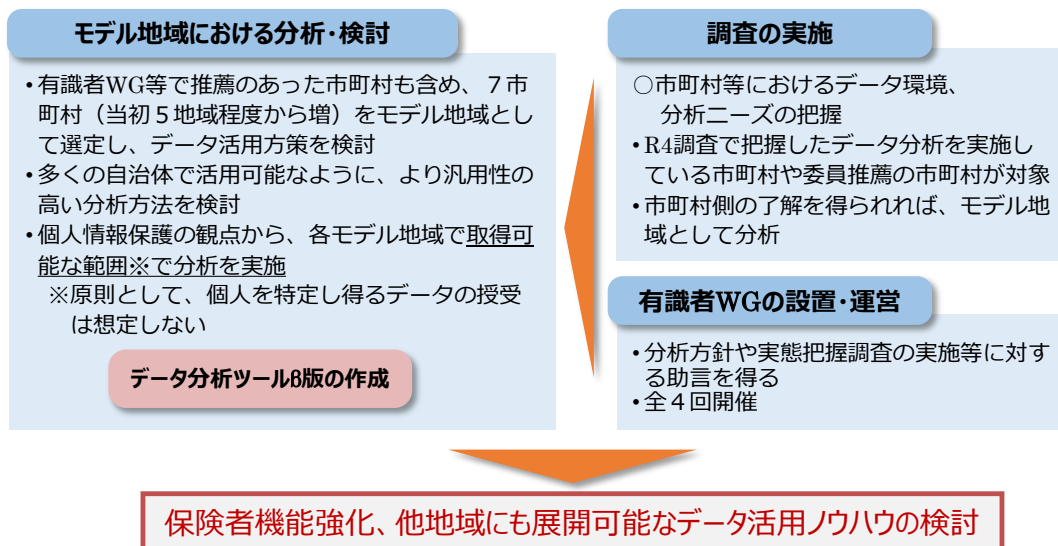 モデル地域における分析・検討
・有識者WG等で推薦のあった市町村も含め、７市
町村（当初５地域程度から増）をモデル地域とし
て選定し、データ活用方策を検討
・多くの自治体で活用可能なように、より汎用性の
高い分析方法を検討
・個人情報保護の観点から、各モデル地域で取得可
能な範囲※で分析を実施
※原則として、個人を特定し得るデータの授受
は想定しない
データ分析ツールβ版の作成
調査の実施
○市町村等におけるデータ環境、
分析ニーズの把握
・R4調査で把握したデータ分析を実施し
ている市町村や委員推薦の市町村が対象
・市町村側の了解を得られれば、モデル地
域として分析
有識者WGの設置・運営
・分析方針や実態把握調査の実施等に対す
る助言を得る
・全４回開催
保険者機能強化、他地域にも展開可能なデータ活用ノウハウの検討